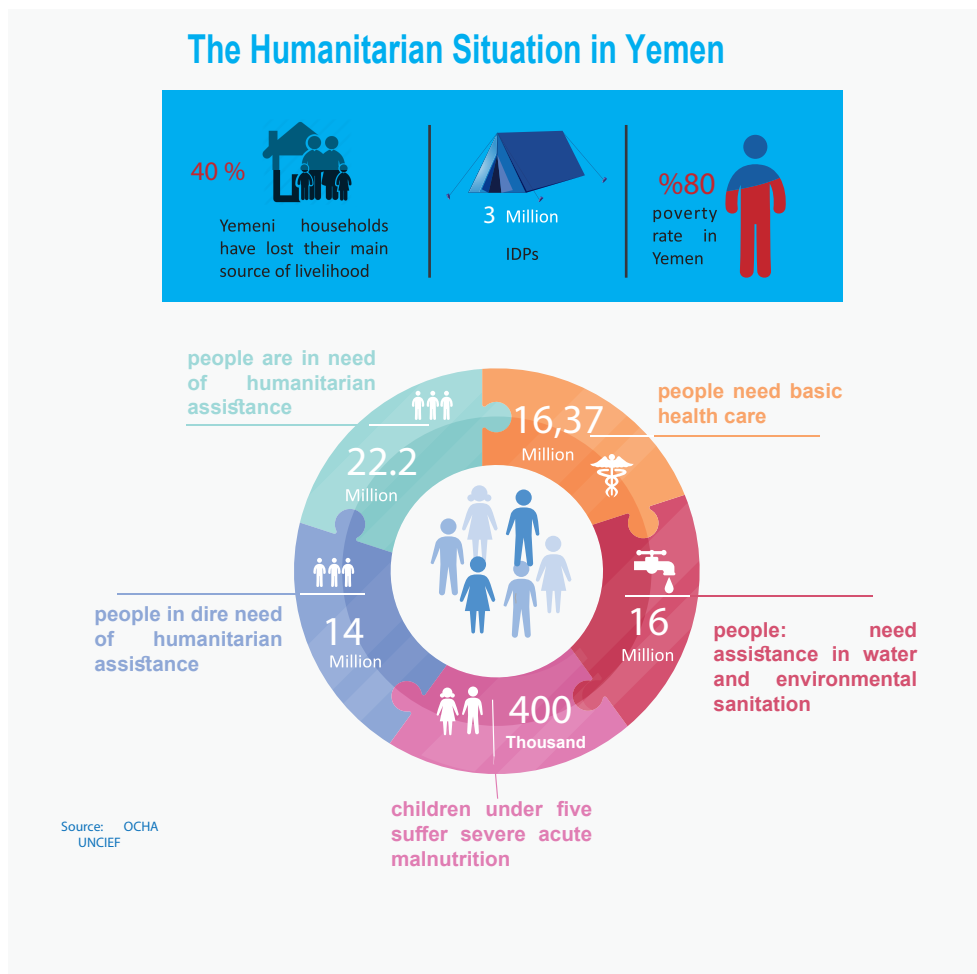 The Humanitarian Situation in Yemen
40 %
Yemeni households
have lost their main
source of livelihood
3 Million
IDPs
%80
poverty
rate in
Yemen
people are in need
of humanitarian
assistance
22.2
Million
16,37
Million
people need basic
health care
people in dire need
of humanitarian
assistance
14
Million
16
Million
people: need
assistance in water
and environmental
sanitation
400
Thousand
children under five
suffer severe acute
malnutrition
Source: OCHA
UNCIEF